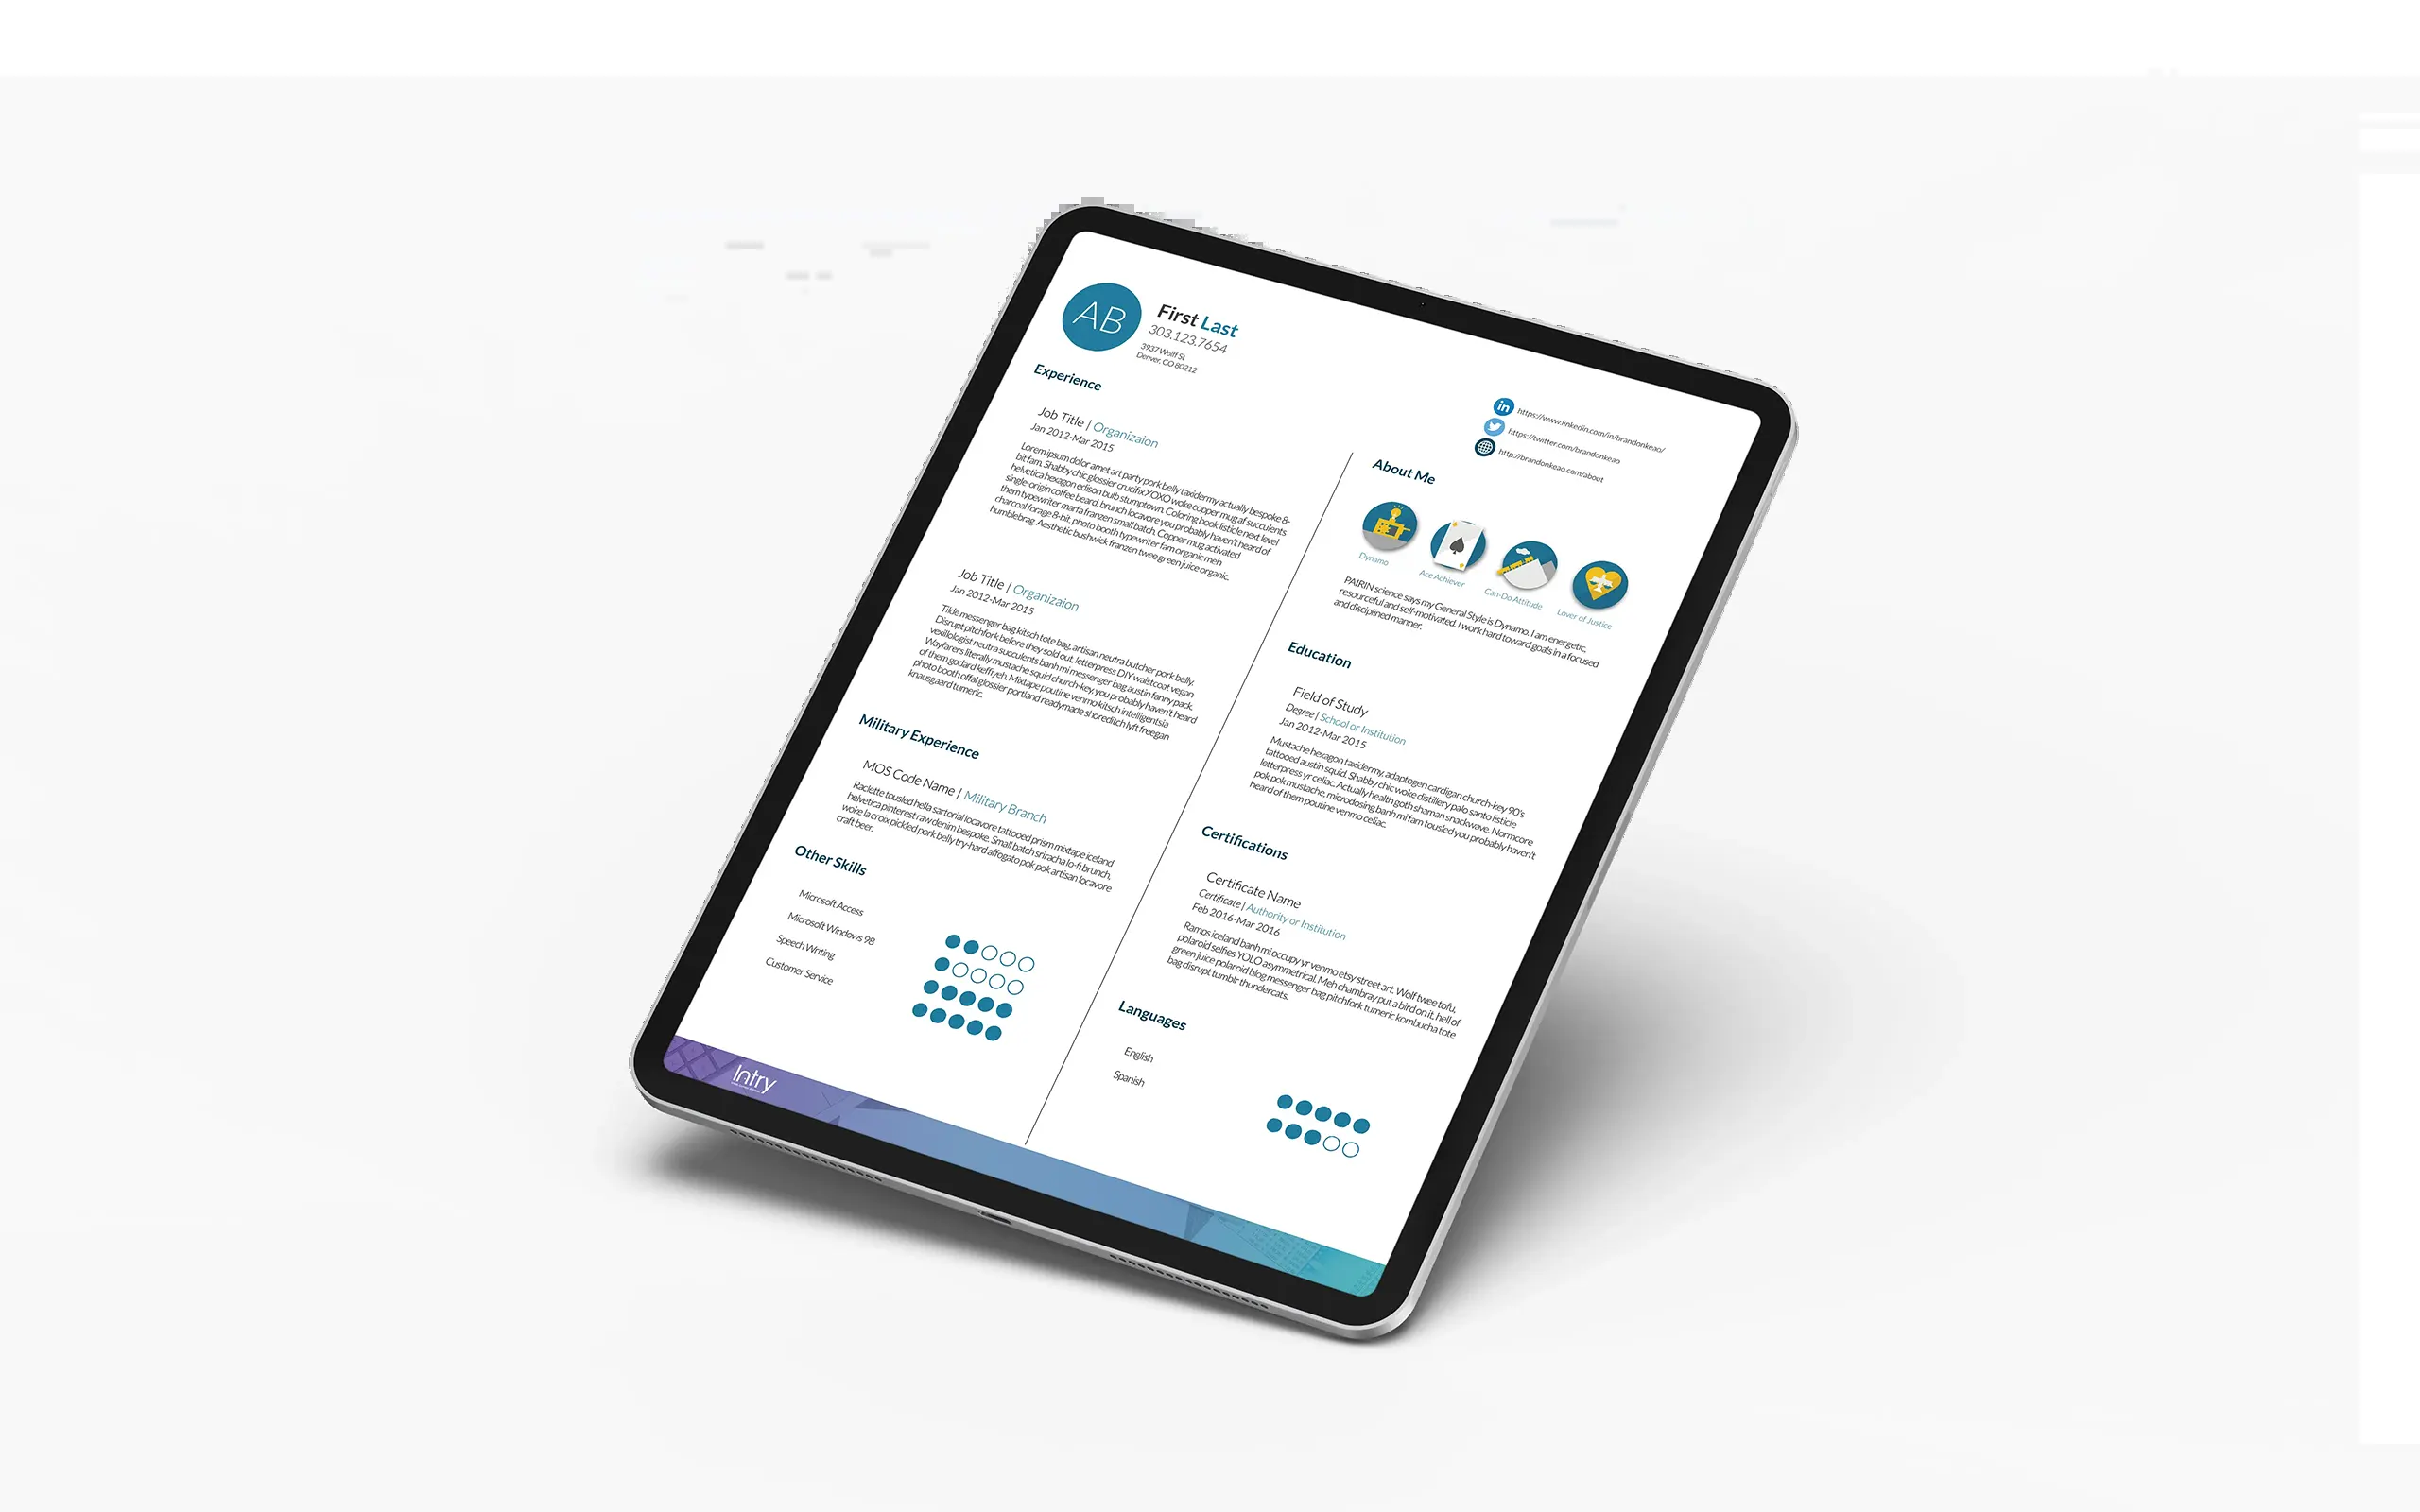 AB
First Last
303.123.7654
3937 Wolff St
Denver, CO 80212
Experience
Job Title | Organizaion
Jan 2012-Mar 2015
Lorem ipsum dolor amet art party pork belly taxidermy actually bespoke 8-
bit fam. Shabby chic glossier crucifix XOXO woke copper mug af succulents
helvetica hexagon edison bulb stumptown. Coloring book listicle next level
single-origin coffee beard, brunch locavore you probably haven't heard of
them typewriter marfa franzen small batch. Copper mug activated
charcoal forage 8-bit, photo booth typewriter fam organic meh
humblebrag. Aesthetic bushwick franzen twee green juice organic.
Job Title | Organizaion
Jan 2012-Mar 2015
Tilde messenger bag kitsch tote bag, artisan neutra butcher pork belly.
Disrupt pitchfork before they sold out, letterpress DIY waistcoat vegan
vexillologist neutra succulents banh mi messenger bag austin fanny pack.
Wayfarers literally mustache squid church-key, you probably haven't heard
of them godard keffiyeh. Mixtape poutine venmo kitsch intelligentsia
photo booth offal glossier portland readymade shoreditch lyft freegan
knausgaard tumeric.
Military Experience
MOS Code Name | Military Branch
Raclette tousled hella sartorial locavore tattooed prism mixtape iceland
helvetica pinterest raw denim bespoke. Small batch sriracha lo-fi brunch,
woke la croix pickled pork belly try-hard affogato pok pok artisan locavore
craft beer.
Other Skills
Microsoft Access
Microsoft Windows 98
Speech Writing
Customer Service
Intry
https://www.linkedin.com/in/brandonkeao/
https://twitter.com/brandonkeao
http://brandonkeao.com/about
About Me
Dynamo
Ace Achiever
Can-Do Attitude
Lover of Justice
PAIRIN science says my General Style is Dynamo. I am energetic,
resourceful and self-motivated. I work hard toward goals in a focused
and disciplined manner.
Education
Field of Study
Degree | School or Institution
Jan 2012-Mar 2015
Mustache hexagon taxidermy, adaptogen cardigan church-key 90's
tattooed austin squid. Shabby chic woke distillery palo santo listicle
letterpress yr celiac. Actually health goth shaman snackwave. Normcore
pok pok mustache, microdosing banh mi fam tousled you probably haven't
heard of them poutine venmo celiac.
Certifications
Certificate Name
Certificate | Authority or Institution
Feb 2016-Mar 2016
Ramps iceland banh mi occupy yr venmo etsy street art. Wolf twee tofu,
polaroid selfies YOLO asymmetrical. Meh chambray put a bird on it, hell of
green juice polaroid blog messenger bag pitchfork tumeric kombucha tote
bag disrupt tumblr thundercats.
Languages
English
Spanish